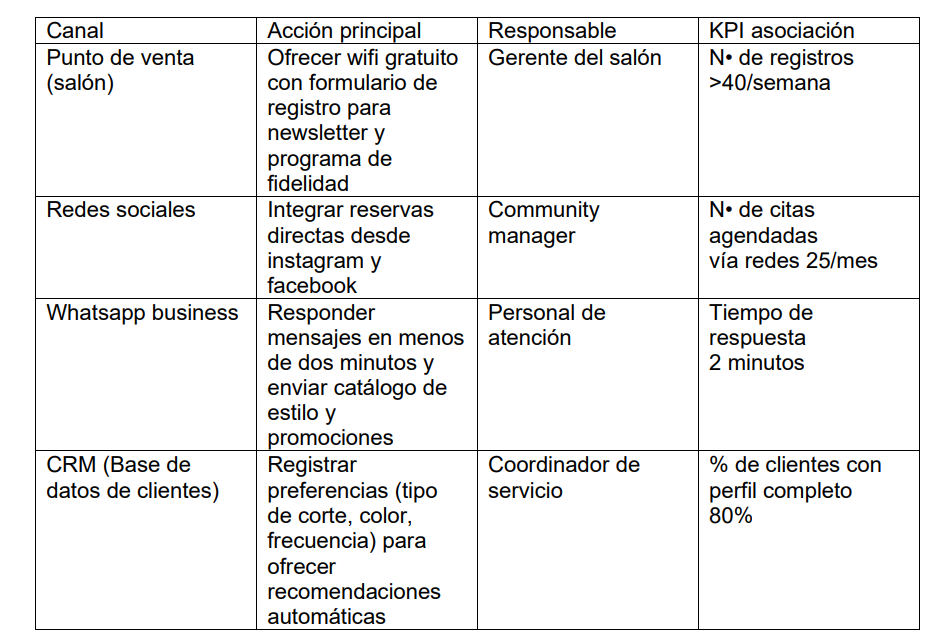 Canal
Acción principal
Responsable
KPI asociación
Punto de venta
(salón)
Ofrecer wifi gratuito
con formulario de
registro para
newsletter y
programa de
fidelidad
Gerente del salón
N• de registros
>40/semana
Redes sociales
Integrar reservas
directas desde
instagram y
facebook
Community
manager
N• de citas
agendadas
vía redes 25/mes
Whatsapp business
Responder
mensajes en menos
de dos minutos y
enviar catálogo de
estilo y
promociones
Personal de
atención
Tiempo de
respuesta
2 minutos
CRM (Base de
datos de clientes)
Registrar
preferencias (tipo
de corte, color,
frecuencia) para
ofrecer
recomendaciones
automáticas
Coordinador de
servicio
% de clientes con
perfil completo
80%